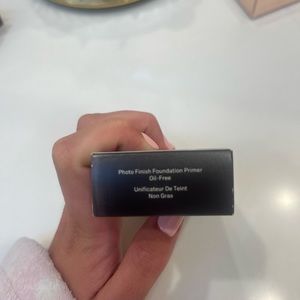 Photo Finish Foundation Primer
Oil-Free
Unificateur De Teint
Non Gras